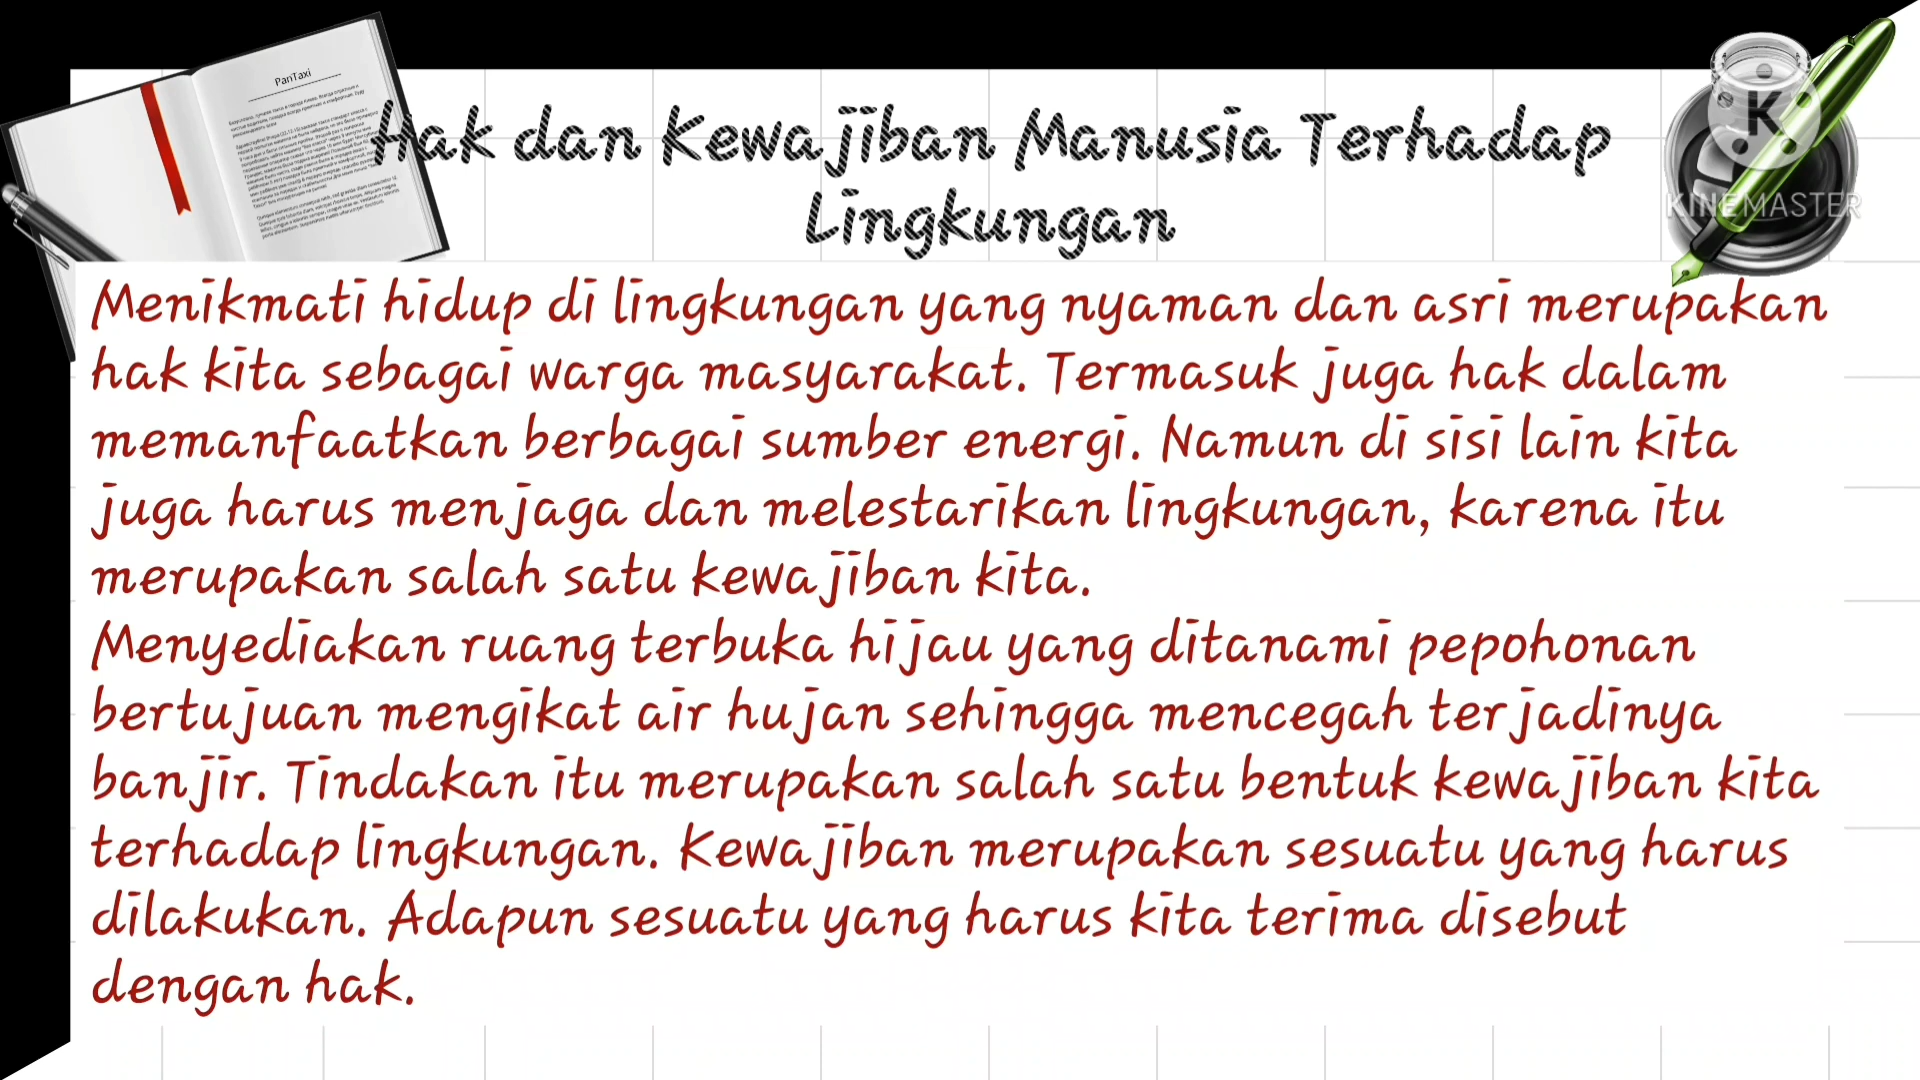 PariTaxi
Hak dan Kewajiban Manusia Terhadap
Lingkungan
K
KINEMASTER
Menikmati hidup di lingkungan yang nyaman dan asri merupakan
hak kita sebagai warga masyarakat. Termasuk juga hak dalam
memanfaatkan berbagai sumber energi. Namun di sisi lain kita
juga harus menjaga dan melestarikan lingkungan, karena itu
merupakan salah satu kewajiban kita.
Menyediakan ruang terbuka hijau yang ditanami pepohonan
bertujuan mengikat air hujan sehingga mencegah terjadinya
banjir. Tindakan itu merupakan salah satu bentuk kewajiban kita
terhadap lingkungan. Kewajiban merupakan sesuatu yang harus
dilakukan. Adapun sesuatu yang harus kita terima disebut
dengan hak.